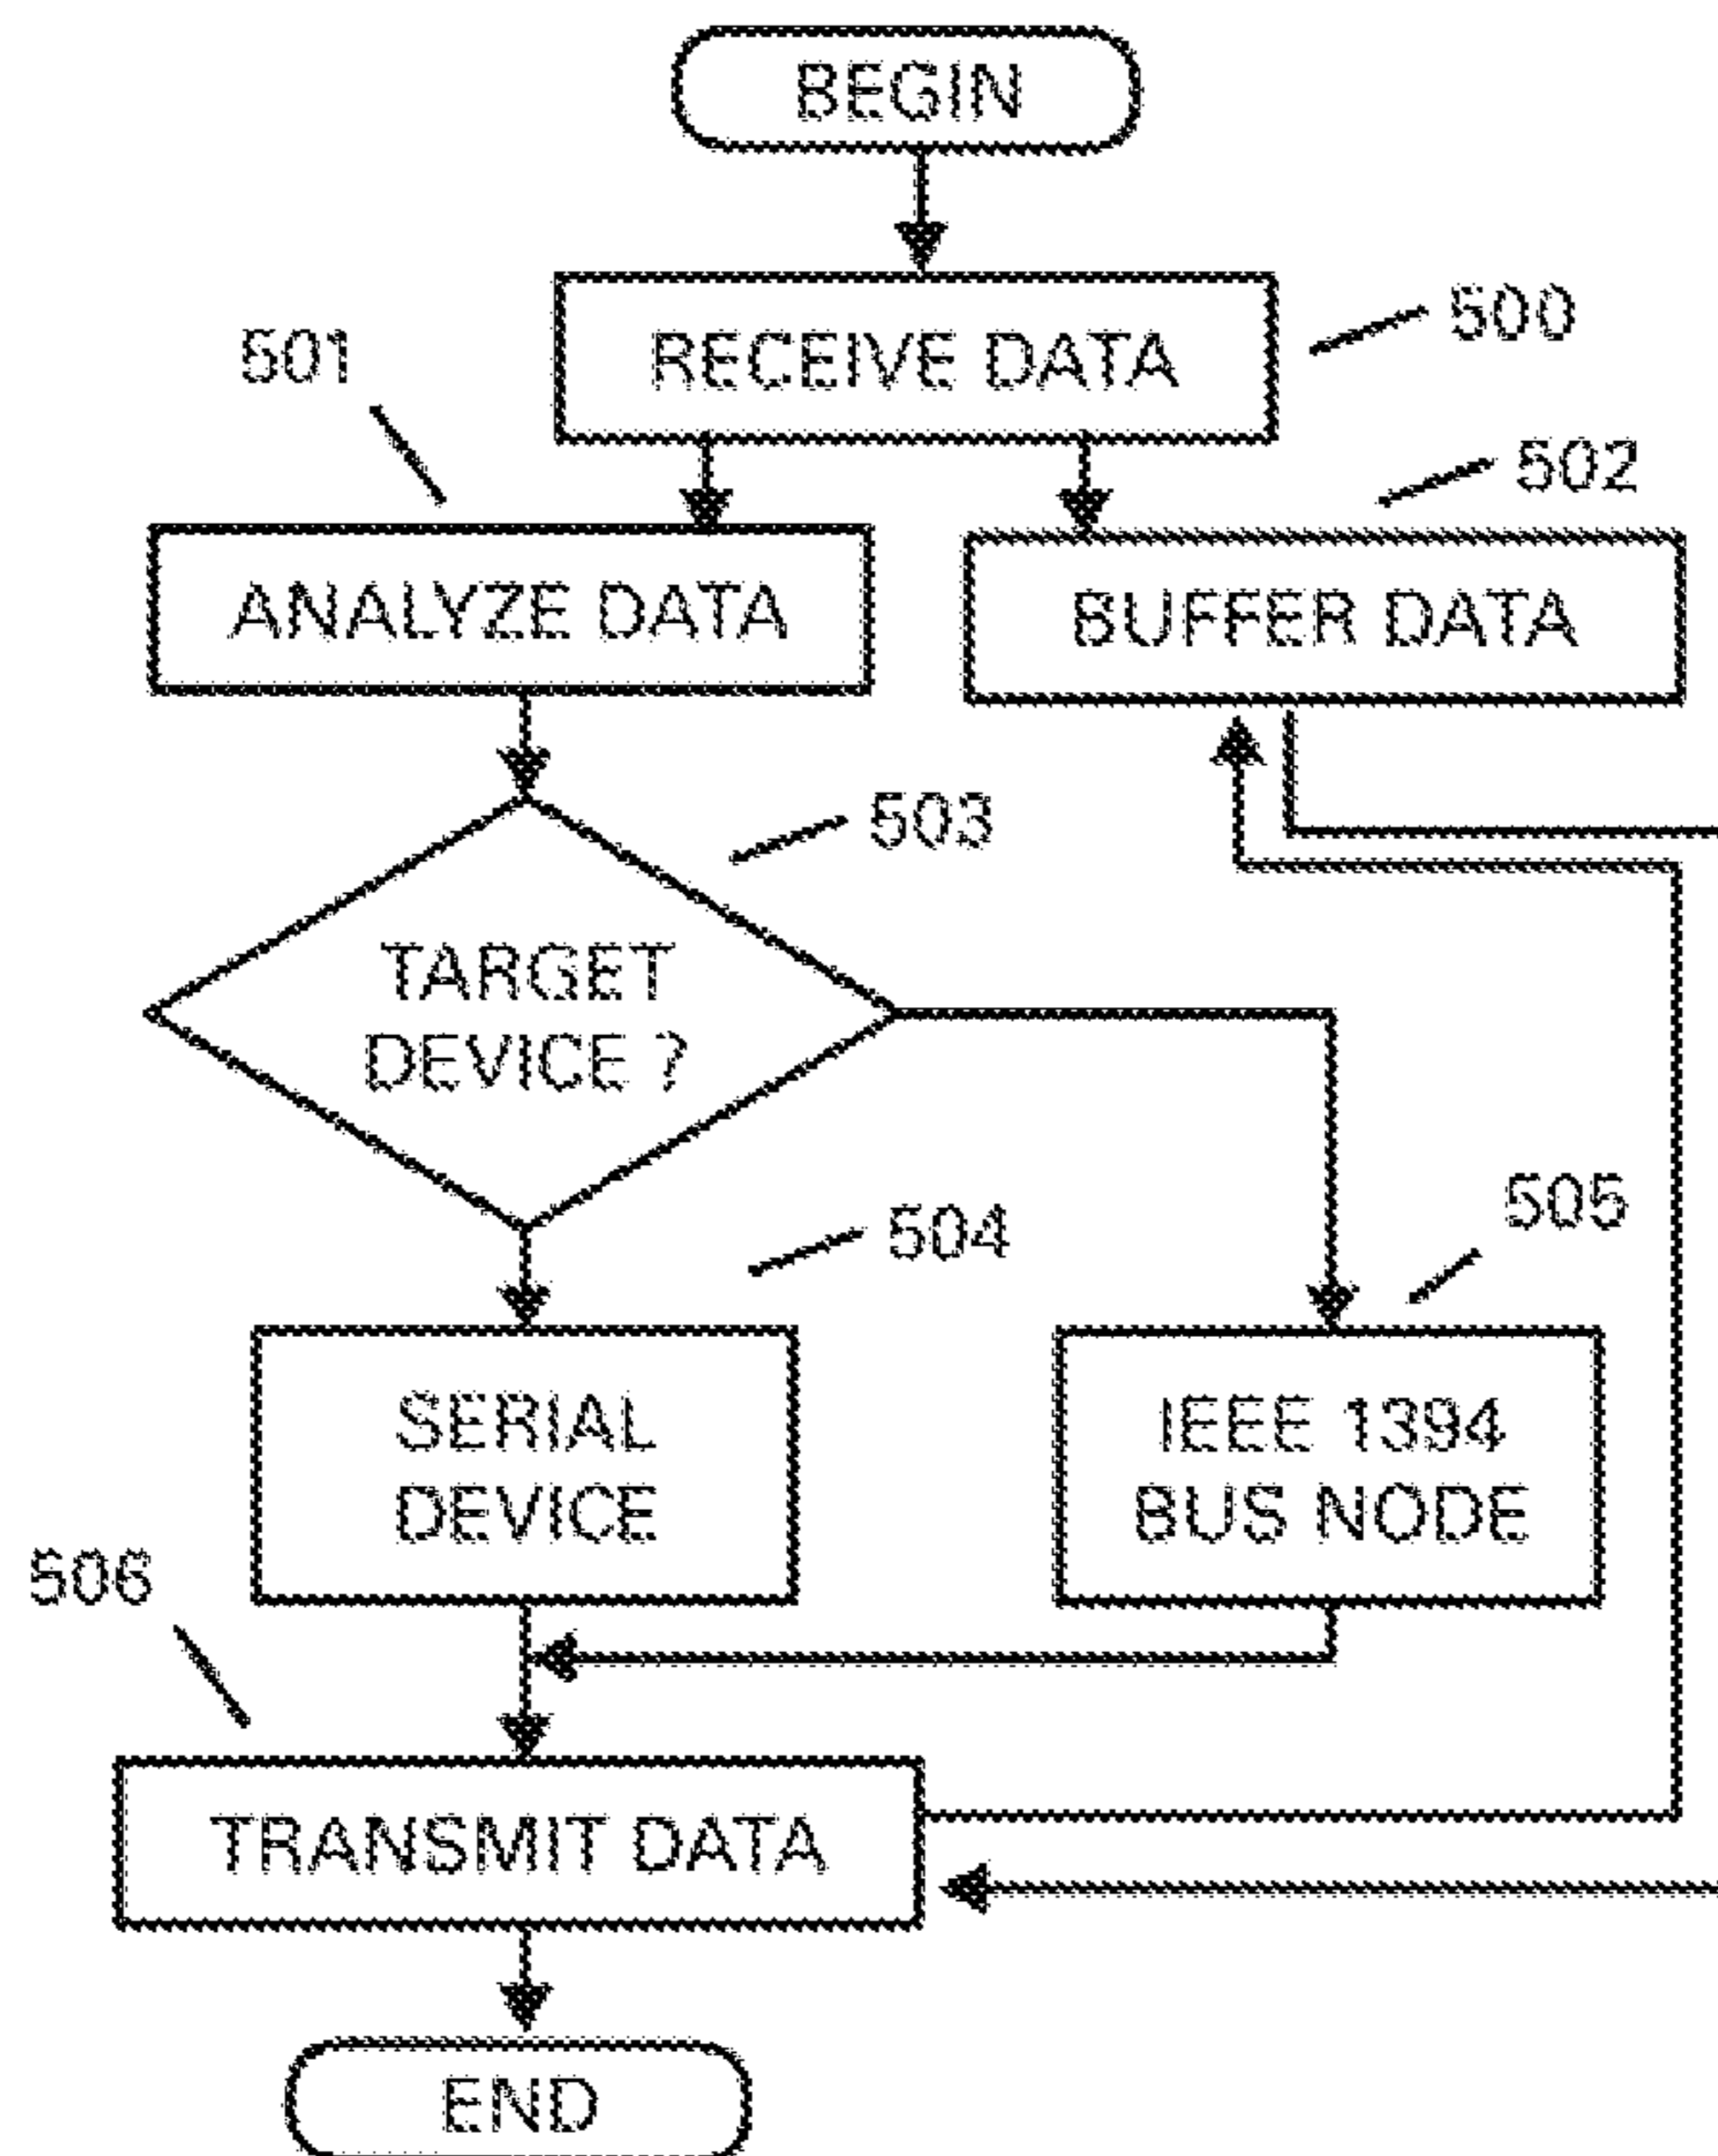 BEGIN
RECEIVE DATA
500
501
502
ANALYZE DATA
BUFFER DATA
503
TARGET
DEVICE ?
504
505
SERIAL
DEVICE
IEEE 1394
BUS NODE
506
TRANSMIT DATA
END